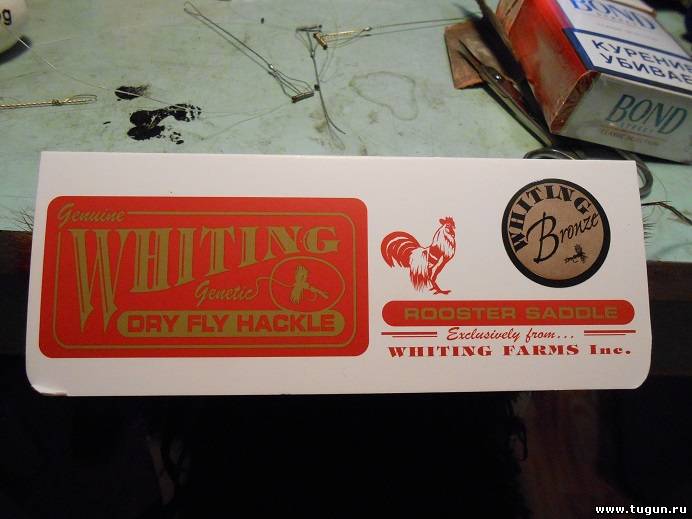 g
BOND
КУРЕНИЕ
УБИВАЕ
BOND
Genuine
WHITING
Genetic
DRY FLY HACKLE
WHITING
Bronze
ROOSTER SADDLE
Exclusively from...
WHITING FARMS Inc.
www.tugun.ru